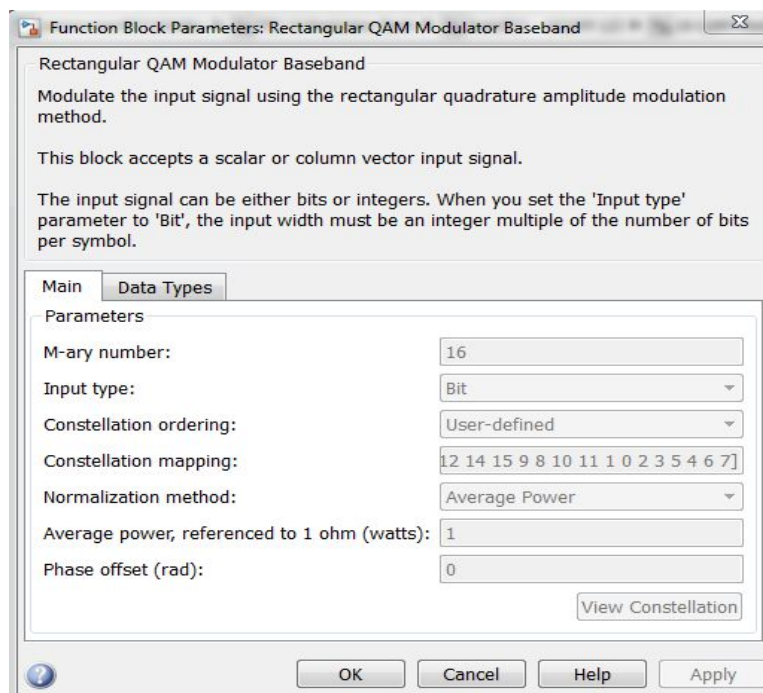 Function Block Parameters: Rectangular QAM Modulator Baseband
Rectangular QAM Modulator Baseband
Modulate the input signal using the rectangular quadrature amplitude modulation
method.
This block accepts a scalar or column vector input signal.
The input signal can be either bits or integers. When you set the 'Input type'
parameter to 'Bit', the input width must be an integer multiple of the number of bits
per symbol.
Main Data Types
Parameters
M-ary number: 16
Input type: Bit
Constellation ordering: User-defined
Constellation mapping: 12 14 15 9 8 10 11 1 0 2 3 5 4 6 7]
Normalization method: Average Power
Average power, referenced to 1 ohm (watts): 1
Phase offset (rad): 0
View Constellation
OK Cancel Help Apply